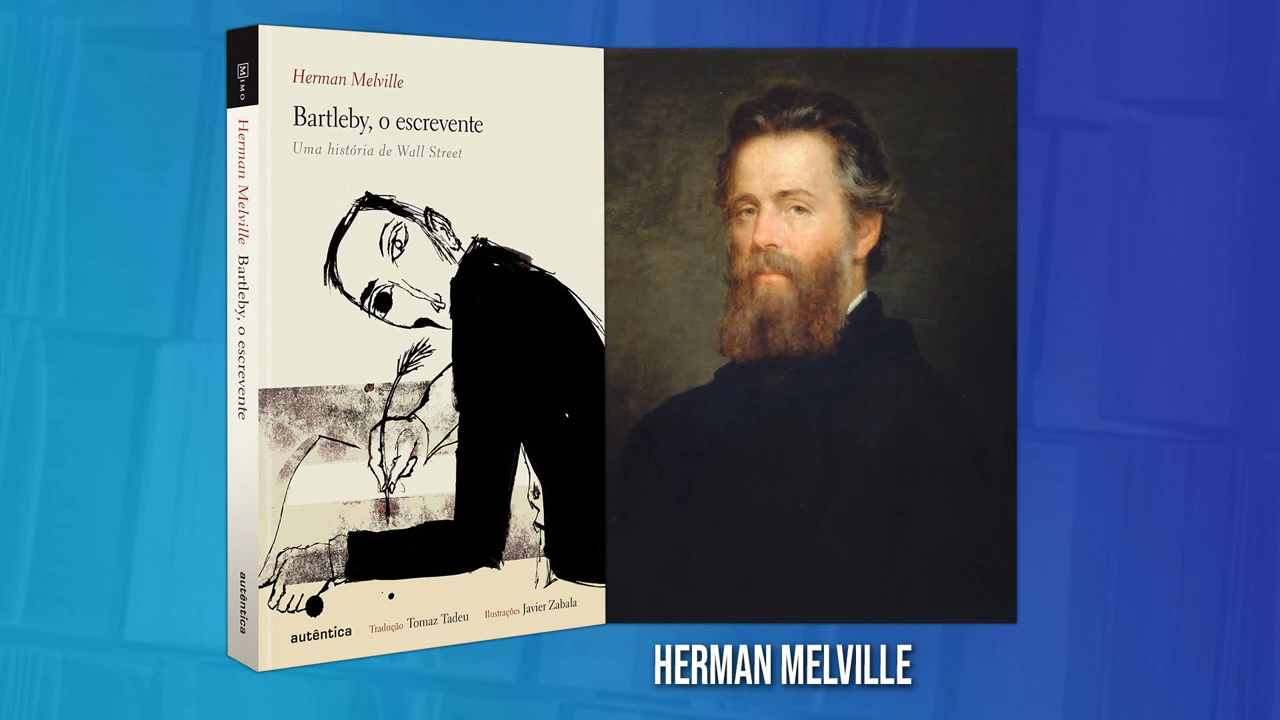 Herman Melville
Bartleby, o escrevente
Uma história de Wall Street
MIMO
Herman Melville Bartleby, o escrevente
autêntica
autêntica
Tradução Tomaz Tadeu
Ilustrações Javier Zabala
HERMAN MELVILLE